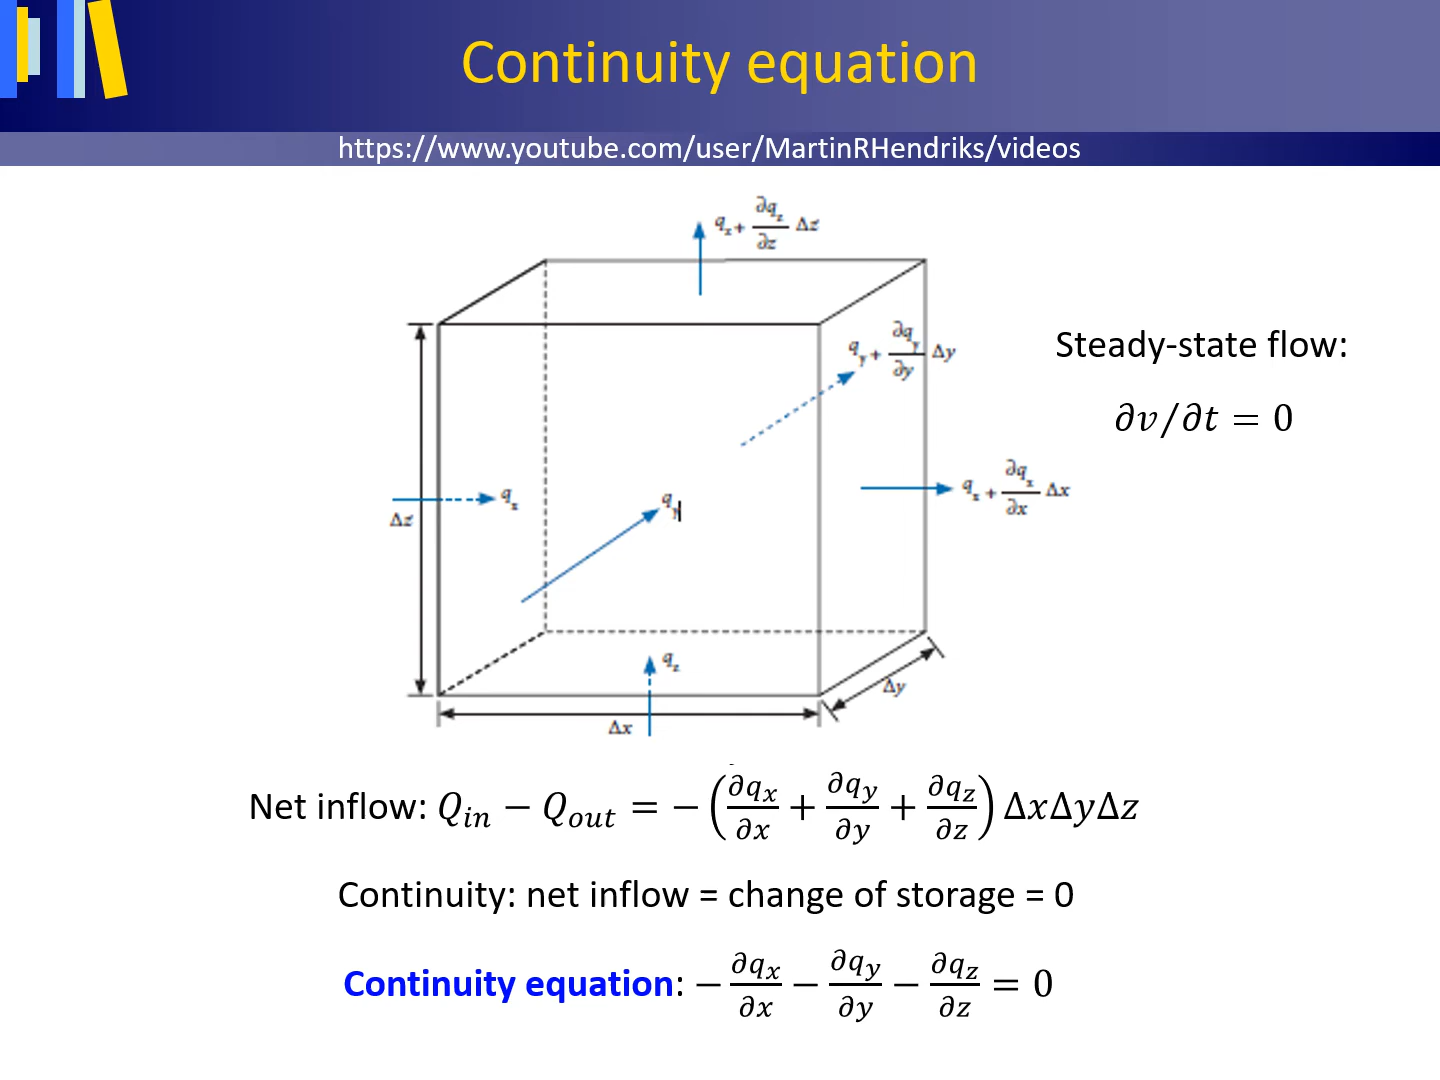 Continuity equation
https://www.youtube.com/user/MartinRHendriks/videos
q_z + ∂q_z/∂z Δz
q_y + ∂q_y/∂y Δy
Steady-state flow:
∂v/∂t = 0
q_x + ∂q_x/∂x Δx
q_x
q_y
Δz
q_z
Δy
Δx
Net inflow: Q_in − Q_out = −(∂q_x/∂x + ∂q_y/∂y + ∂q_z/∂z) ΔxΔyΔz
Continuity: net inflow = change of storage = 0
Continuity equation: − ∂q_x/∂x − ∂q_y/∂y − ∂q_z/∂z = 0